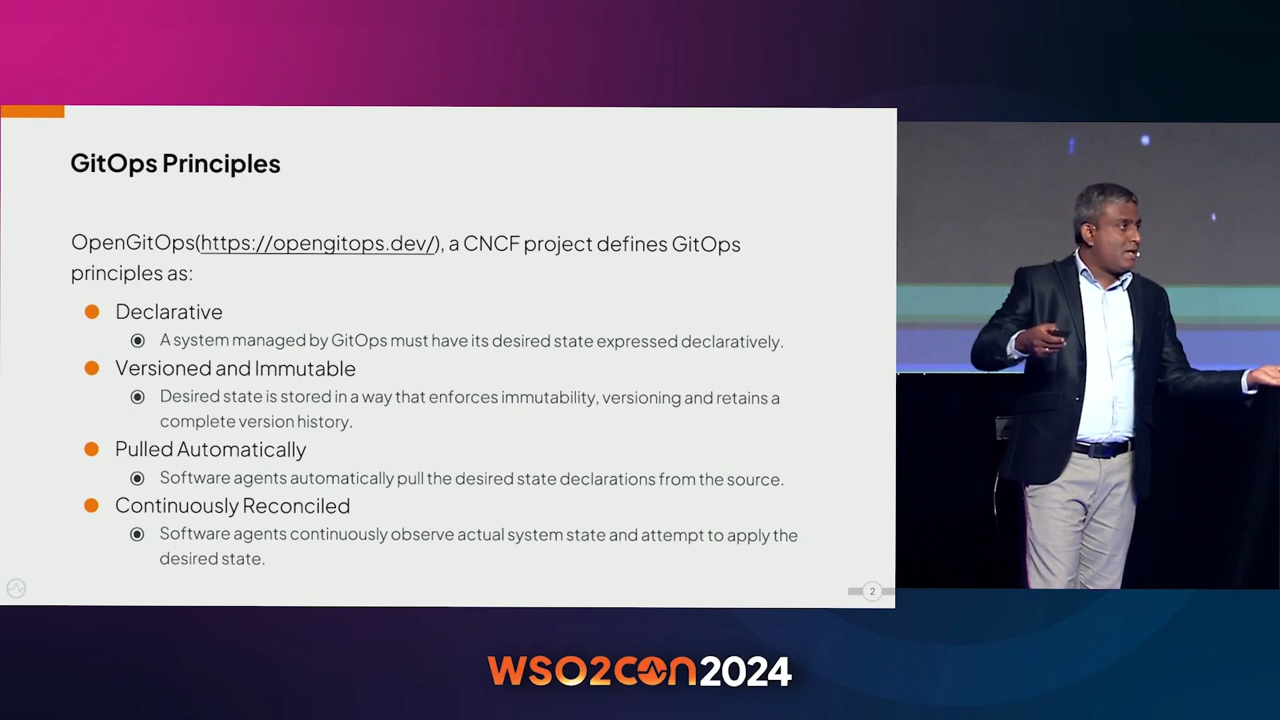 GitOps Principles
OpenGitOps(https://opengitops.dev/), a CNCF project defines GitOps
principles as:
Declarative
A system managed by GitOps must have its desired state expressed declaratively.
Versioned and Immutable
Desired state is stored in a way that enforces immutability, versioning and retains a
complete version history.
Pulled Automatically
Software agents automatically pull the desired state declarations from the source.
Continuously Reconciled
Software agents continuously observe actual system state and attempt to apply the
desired state.
2
WSO2CON2024